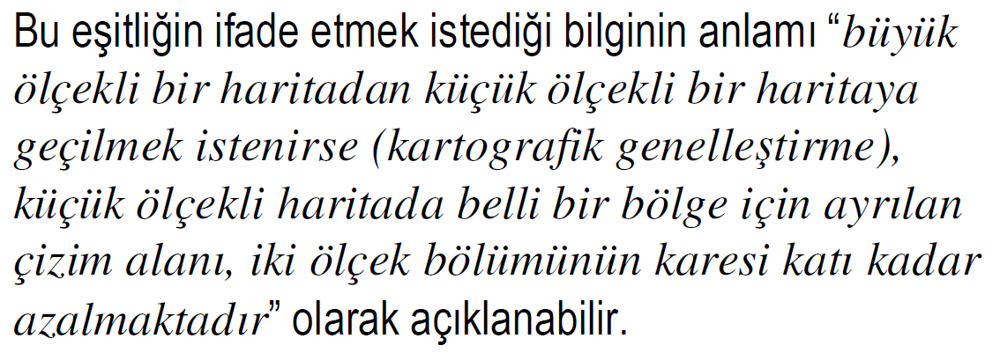 Bu eşitliğin ifade etmek istediği bilginin anlamı “büyük
ölçekli bir haritadan küçük ölçekli bir haritaya
geçilmek istenirse (kartografik genelleştirme),
küçük ölçekli haritada belli bir bölge için ayrılan
çizim alanı, iki ölçek bölümünün karesi katı kadar
azalmaktadır” olarak açıklanabilir.